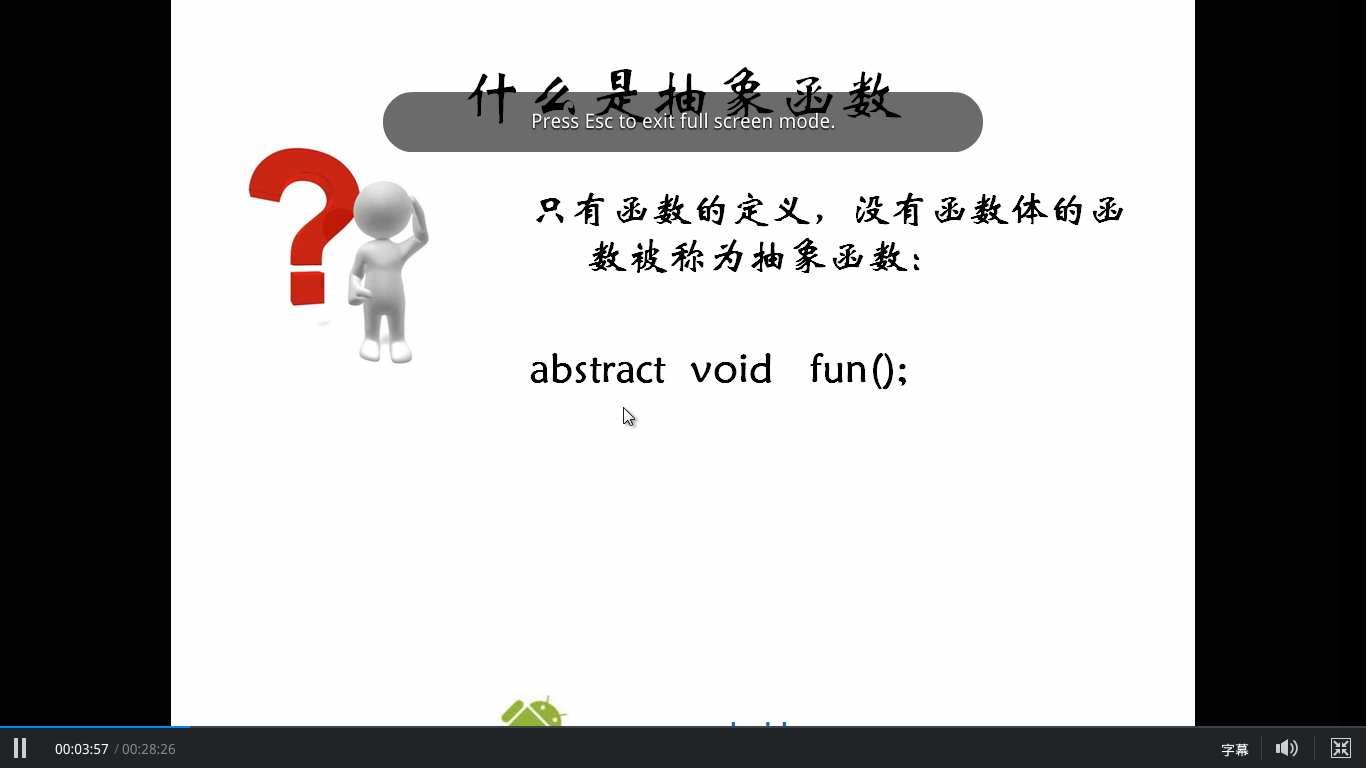 什么是抽象函数
Press Esc to exit full screen mode.
只有函数的定义，没有函数体的函
数被称为抽象函数：
abstract void fun();
00:03:57 / 00:28:26
字幕